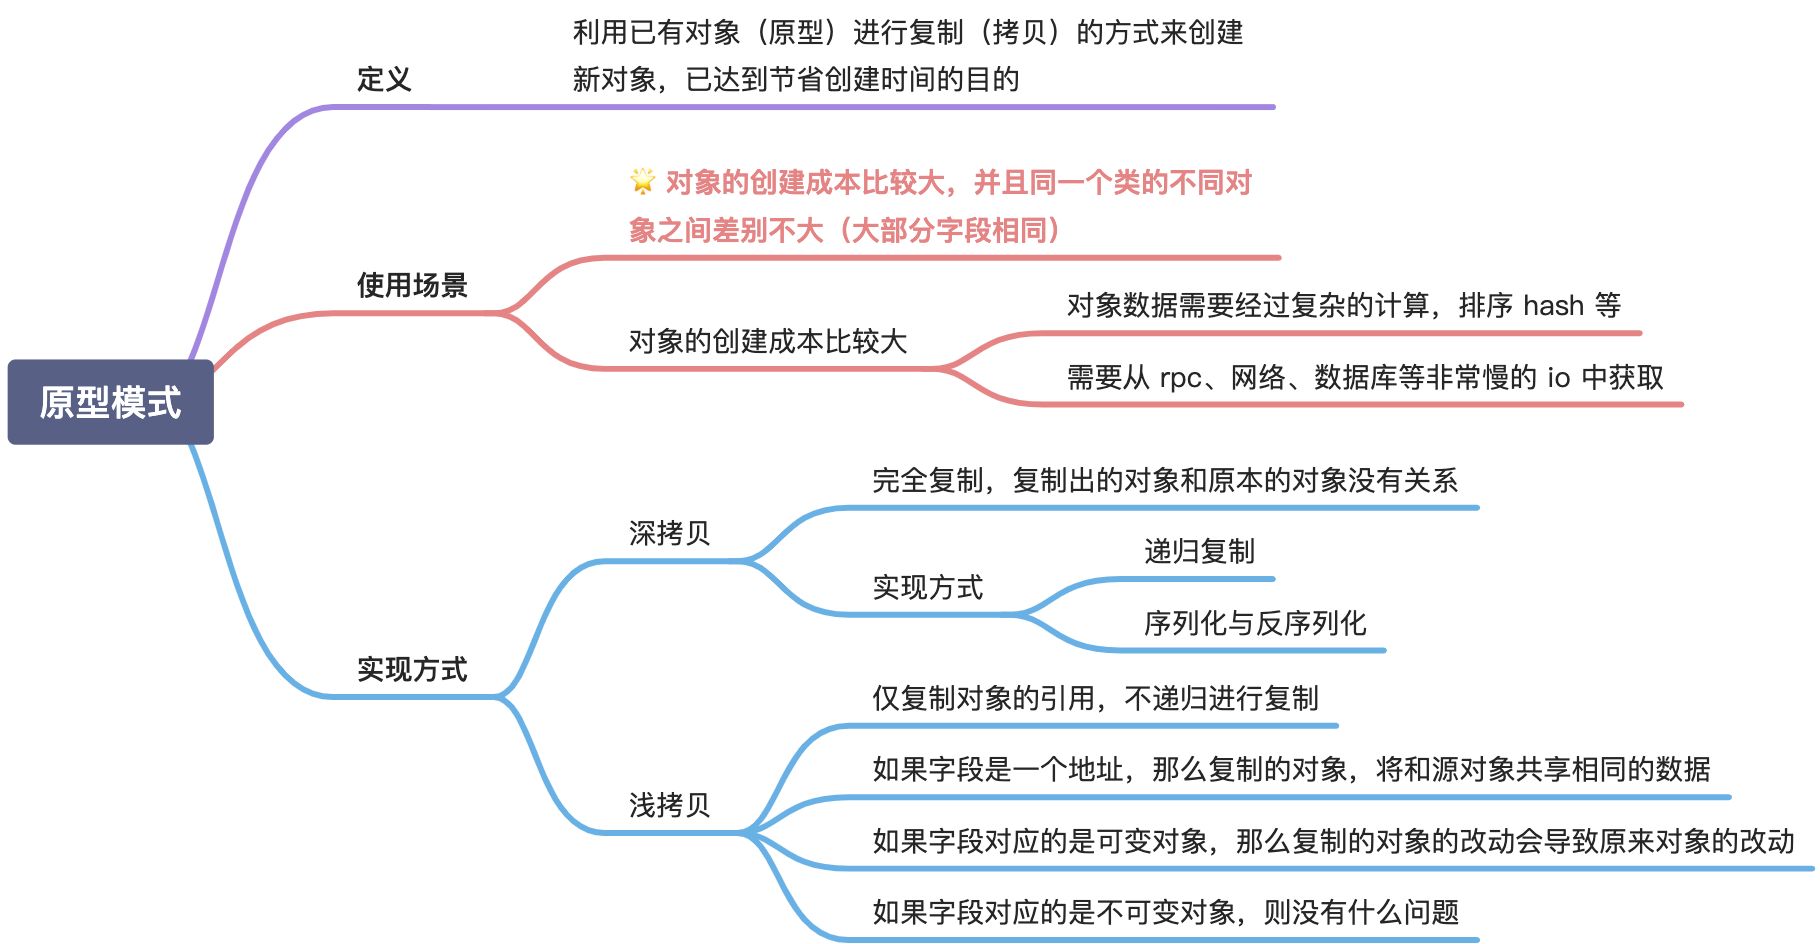 原型模式
定义
利用已有对象（原型）进行复制（拷贝）的方式来创建
新对象，已达到节省创建时间的目的
使用场景
🌟 对象的创建成本比较大，并且同一个类的不同对
象之间差别不大（大部分字段相同）
对象的创建成本比较大
对象数据需要经过复杂的计算，排序 hash 等
需要从 rpc、网络、数据库等非常慢的 io 中获取
实现方式
深拷贝
完全复制，复制出的对象和原本的对象没有关系
实现方式
递归复制
序列化与反序列化
浅拷贝
仅复制对象的引用，不递归进行复制
如果字段是一个地址，那么复制的对象，将和源对象共享相同的数据
如果字段对应的是可变对象，那么复制的对象的改动会导致原来对象的改动
如果字段对应的是不可变对象，则没有什么问题